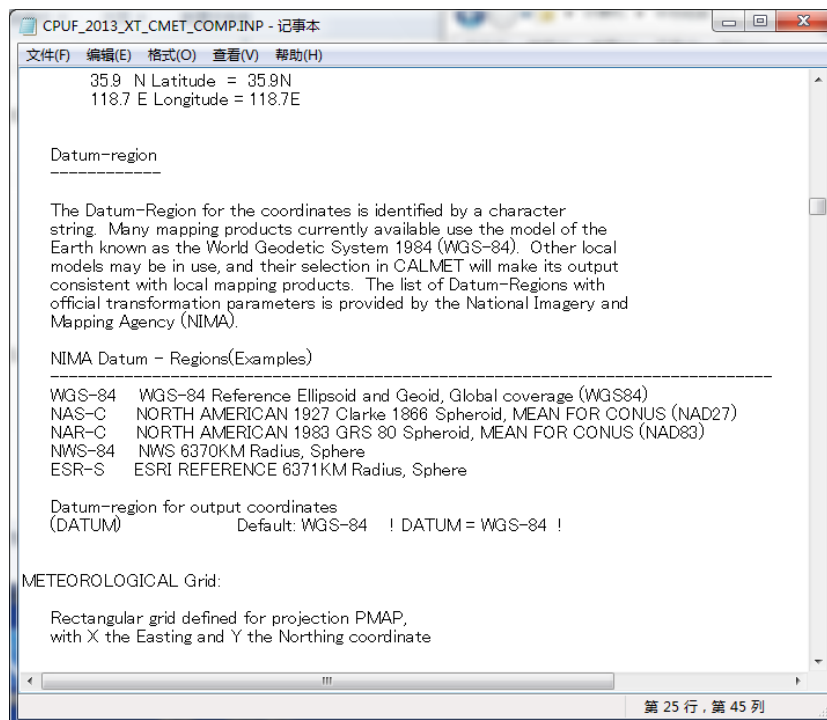 CPUF_2013_XT_CMET_COMP.INP - 记事本
文件(F) 编辑(E) 格式(O) 查看(V) 帮助(H)
35.9 N Latitude = 35.9N
118.7 E Longitude = 118.7E
Datum-region
------------
The Datum-Region for the coordinates is identified by a character
string. Many mapping products currently available use the model of the
Earth known as the World Geodetic System 1984 (WGS-84). Other local
models may be in use, and their selection in CALMET will make its output
consistent with local mapping products. The list of Datum-Regions with
official transformation parameters is provided by the National Imagery and
Mapping Agency (NIMA).
NIMA Datum - Regions(Examples)
------------------------------------------------------------------------------
WGS-84 WGS-84 Reference Ellipsoid and Geoid, Global coverage (WGS84)
NAS-C NORTH AMERICAN 1927 Clarke 1866 Spheroid, MEAN FOR CONUS (NAD27)
NAR-C NORTH AMERICAN 1983 GRS 80 Spheroid, MEAN FOR CONUS (NAD83)
NWS-84 NWS 6370KM Radius, Sphere
ESR-S ESRI REFERENCE 6371KM Radius, Sphere
Datum-region for output coordinates
(DATUM) Default: WGS-84 ! DATUM = WGS-84 !
METEOROLOGICAL Grid:
Rectangular grid defined for projection PMAP,
with X the Easting and Y the Northing coordinate
第 25 行，第 45 列